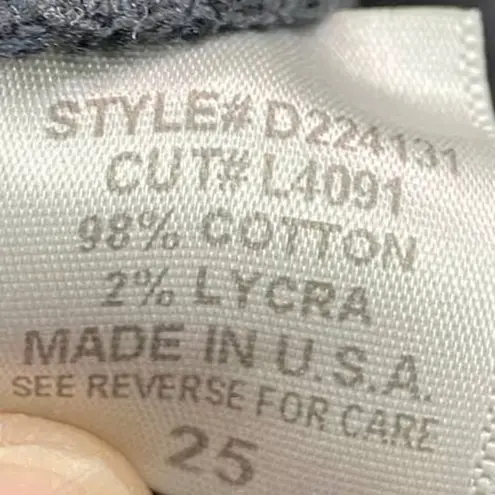 STYLE# D224131
CUT# L4091
98% COTTON
2% LYCRA
MADE IN U.S.A.
SEE REVERSE FOR CARE
25